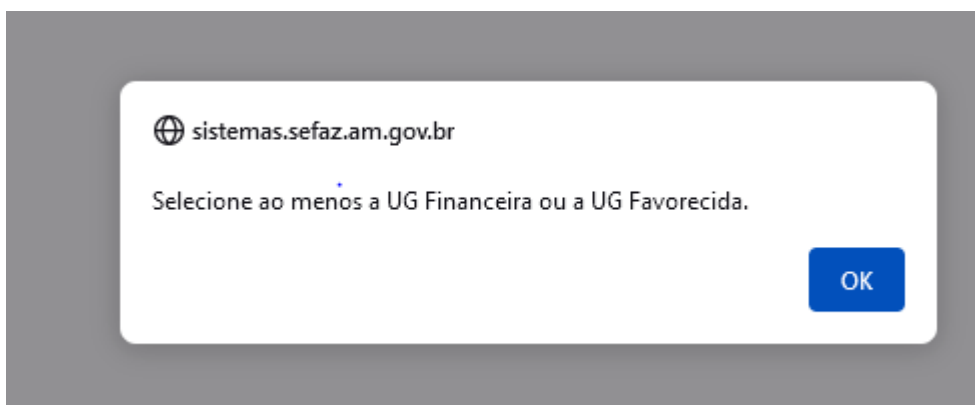 sistemas.sefaz.am.gov.br
Selecione ao menos a UG Financeira ou a UG Favorecida.
OK